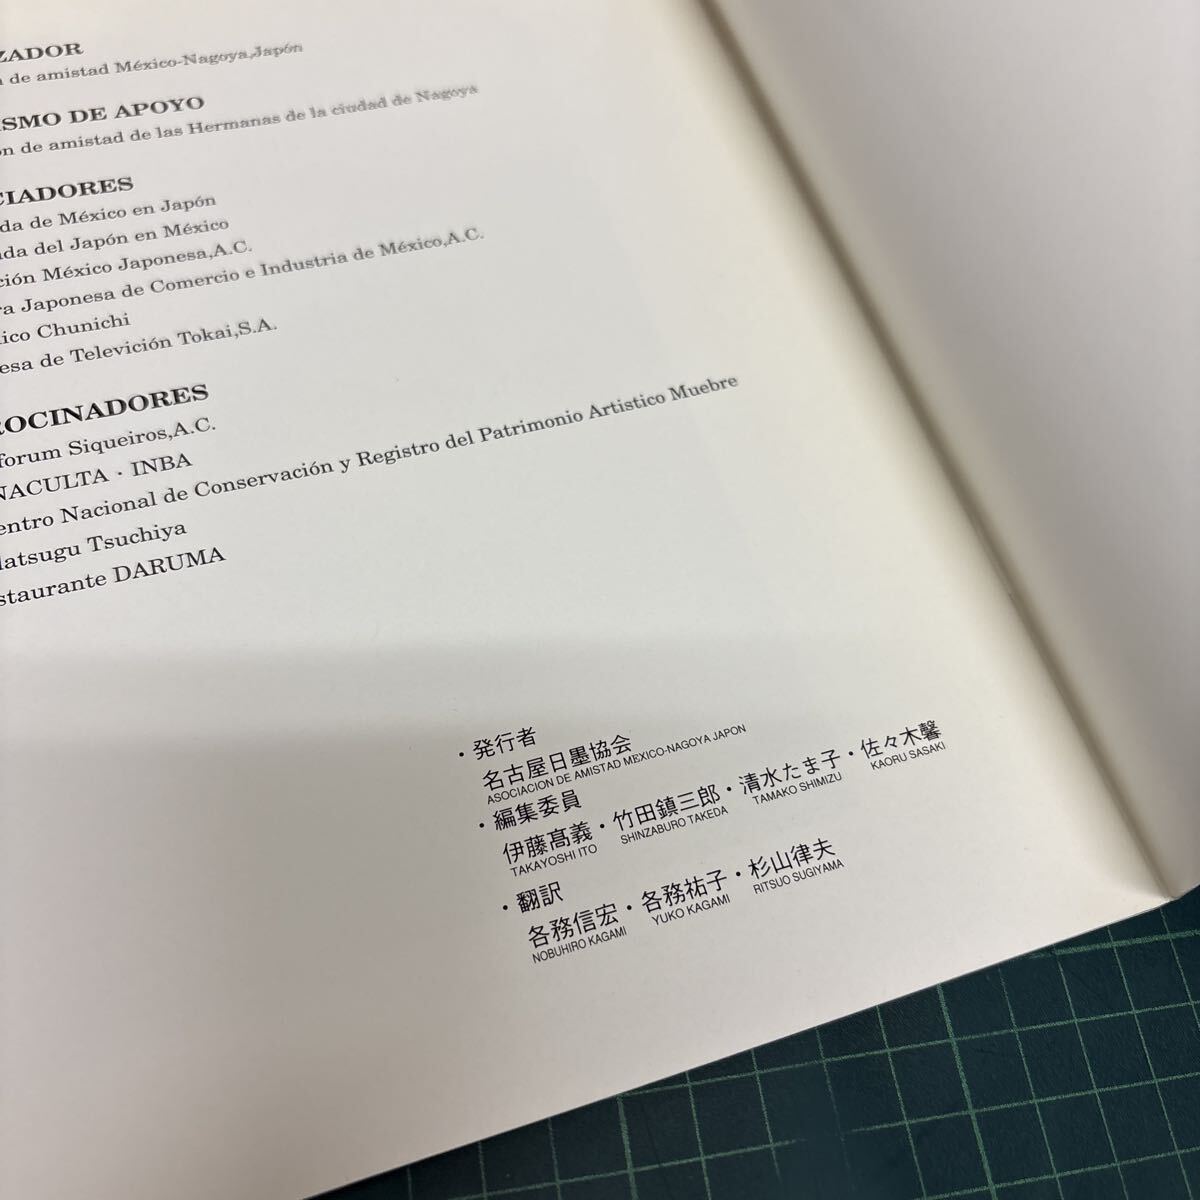 ZADOR
de amistad México-Nagoya,Japón
ISMO DE APOYO
ón de amistad de las Hermanas de la ciudad de Nagoya
CIADORES
ada de México en Japón
ada del Japón en México
ción México Japonesa,A.C.
ra Japonesa de Comercio e Industria de México,A.C.
ico Chunichi
esa de Televición Tokai,S.A.
ROCINADORES
forum Siqueiros,A.C.
NACULTA · INBA
entro Nacional de Conservación y Registro del Patrimonio Artistico Muebre
atsugu Tsuchiya
staurante DARUMA
・発行者
名古屋日墨協会
ASOCIACION DE AMISTAD MEXICO-NAGOYA JAPON
・編集委員
伊藤髙義・竹田鎮三郎・清水たま子・佐々木馨
TAKAYOSHI ITO SHINZABURO TAKEDA TAMAKO SHIMIZU KAORU SASAKI
・翻訳
各務信宏・各務祐子・杉山律夫
NOBUHIRO KAGAMI YUKO KAGAMI RITSUO SUGIYAMA